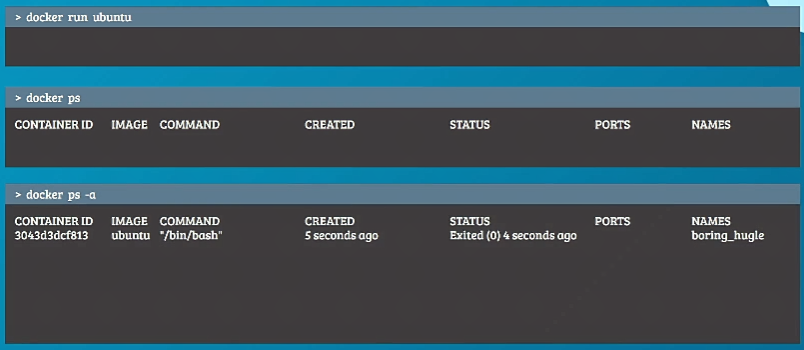 > docker run ubuntu
> docker ps
CONTAINER ID IMAGE COMMAND CREATED STATUS PORTS NAMES
> docker ps -a
CONTAINER ID IMAGE COMMAND CREATED STATUS PORTS NAMES
3043d3dcf813 ubuntu "/bin/bash" 5 seconds ago Exited (0) 4 seconds ago boring_hugle